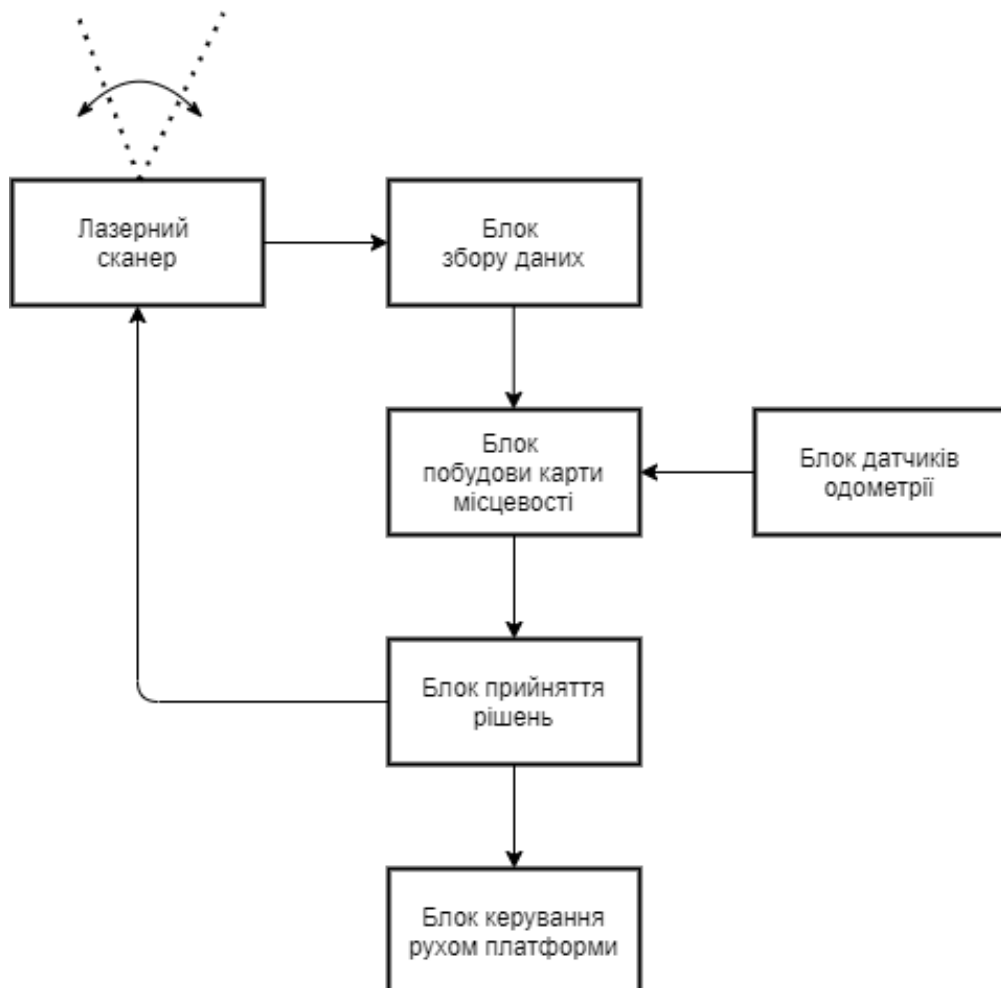 Лазерний
сканер
Блок
збору даних
Блок
побудови карти
місцевості
Блок датчиків
одометрії
Блок прийняття
рішень
Блок керування
рухом платформи